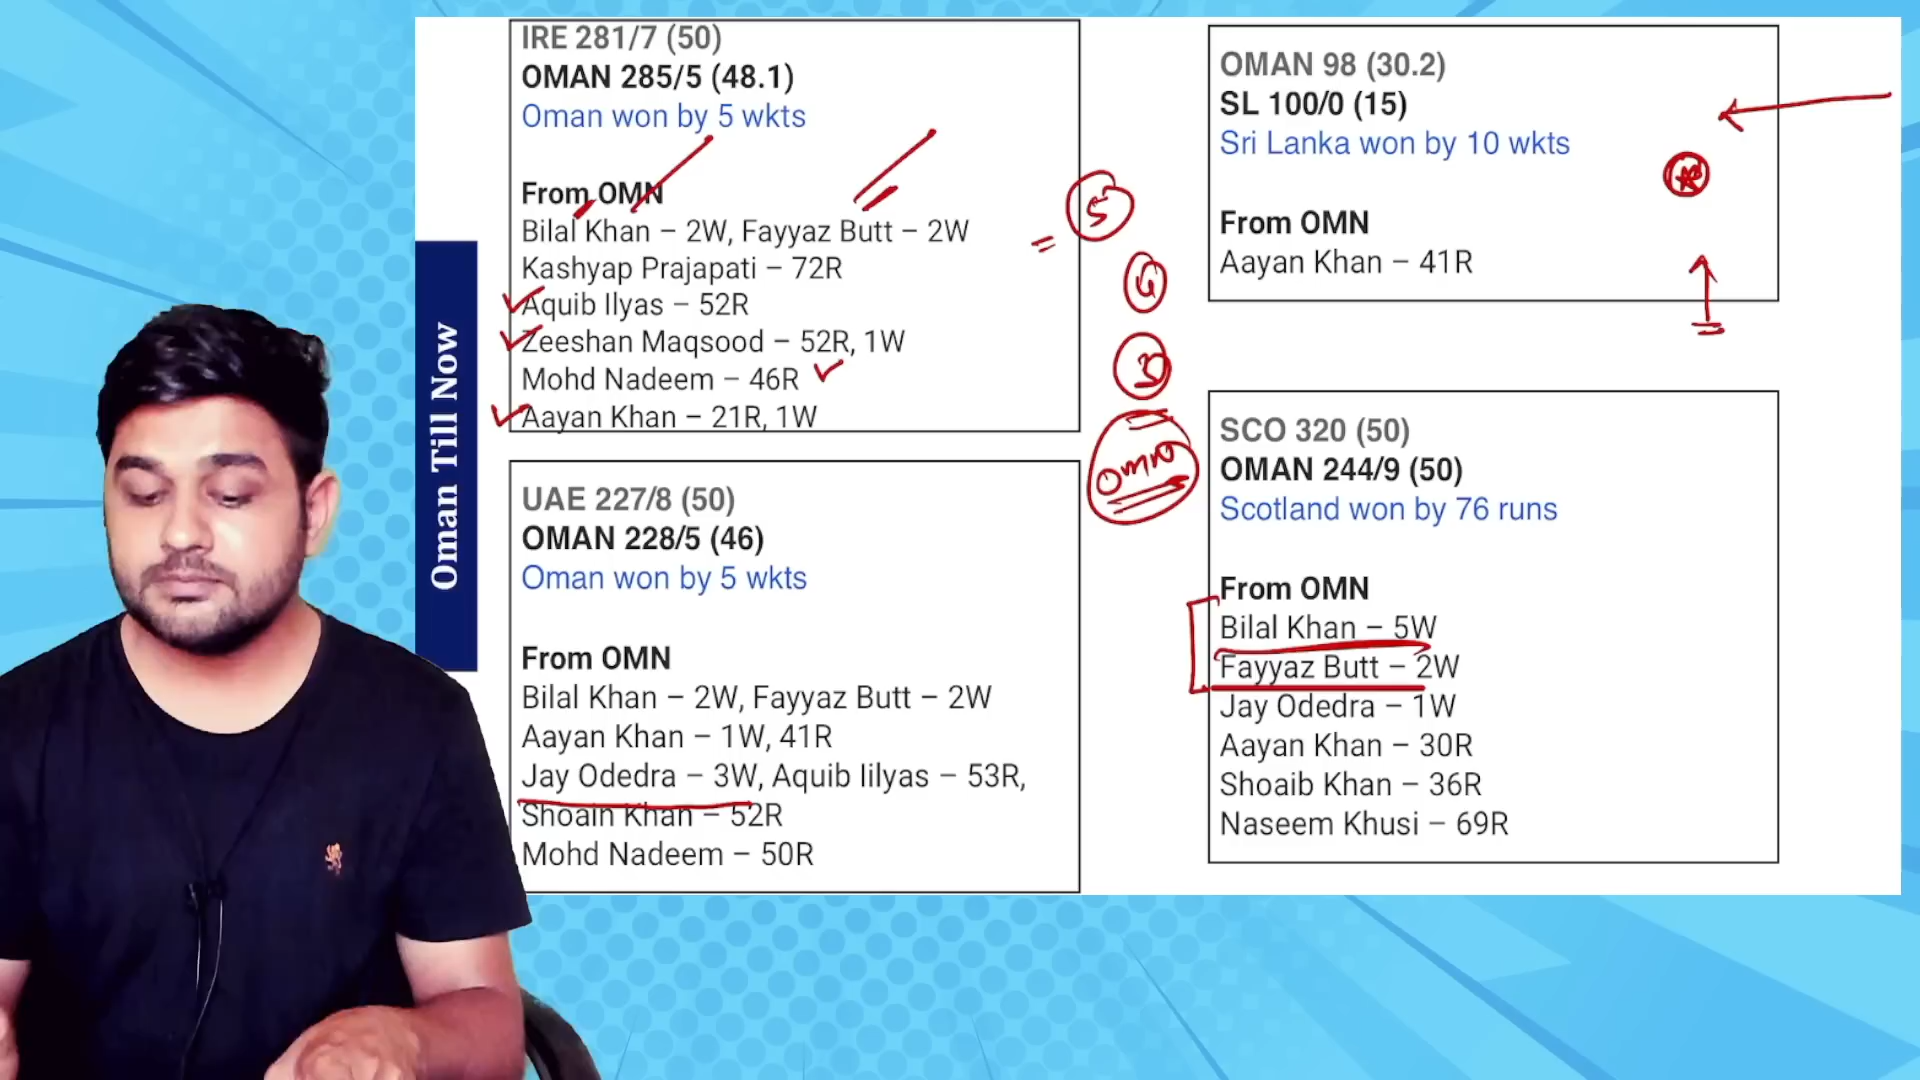 Oman Till Now
IRE 281/7 (50)
OMAN 285/5 (48.1)
Oman won by 5 wkts
From OMN
Bilal Khan – 2W, Fayyaz Butt – 2W
Kashyap Prajapati – 72R
Aquib Ilyas – 52R
Zeeshan Maqsood – 52R, 1W
Mohd Nadeem – 46R
Aayan Khan – 21R, 1W
UAE 227/8 (50)
OMAN 228/5 (46)
Oman won by 5 wkts
From OMN
Bilal Khan – 2W, Fayyaz Butt – 2W
Aayan Khan – 1W, 41R
Jay Odedra – 3W, Aquib Iilyas – 53R,
Shoain Khan – 52R
Mohd Nadeem – 50R
= 5
OMN
OMAN 98 (30.2)
SL 100/0 (15)
Sri Lanka won by 10 wkts
From OMN
Aayan Khan – 41R
SCO 320 (50)
OMAN 244/9 (50)
Scotland won by 76 runs
From OMN
Bilal Khan – 5W
Fayyaz Butt – 2W
Jay Odedra – 1W
Aayan Khan – 30R
Shoaib Khan – 36R
Naseem Khusi – 69R